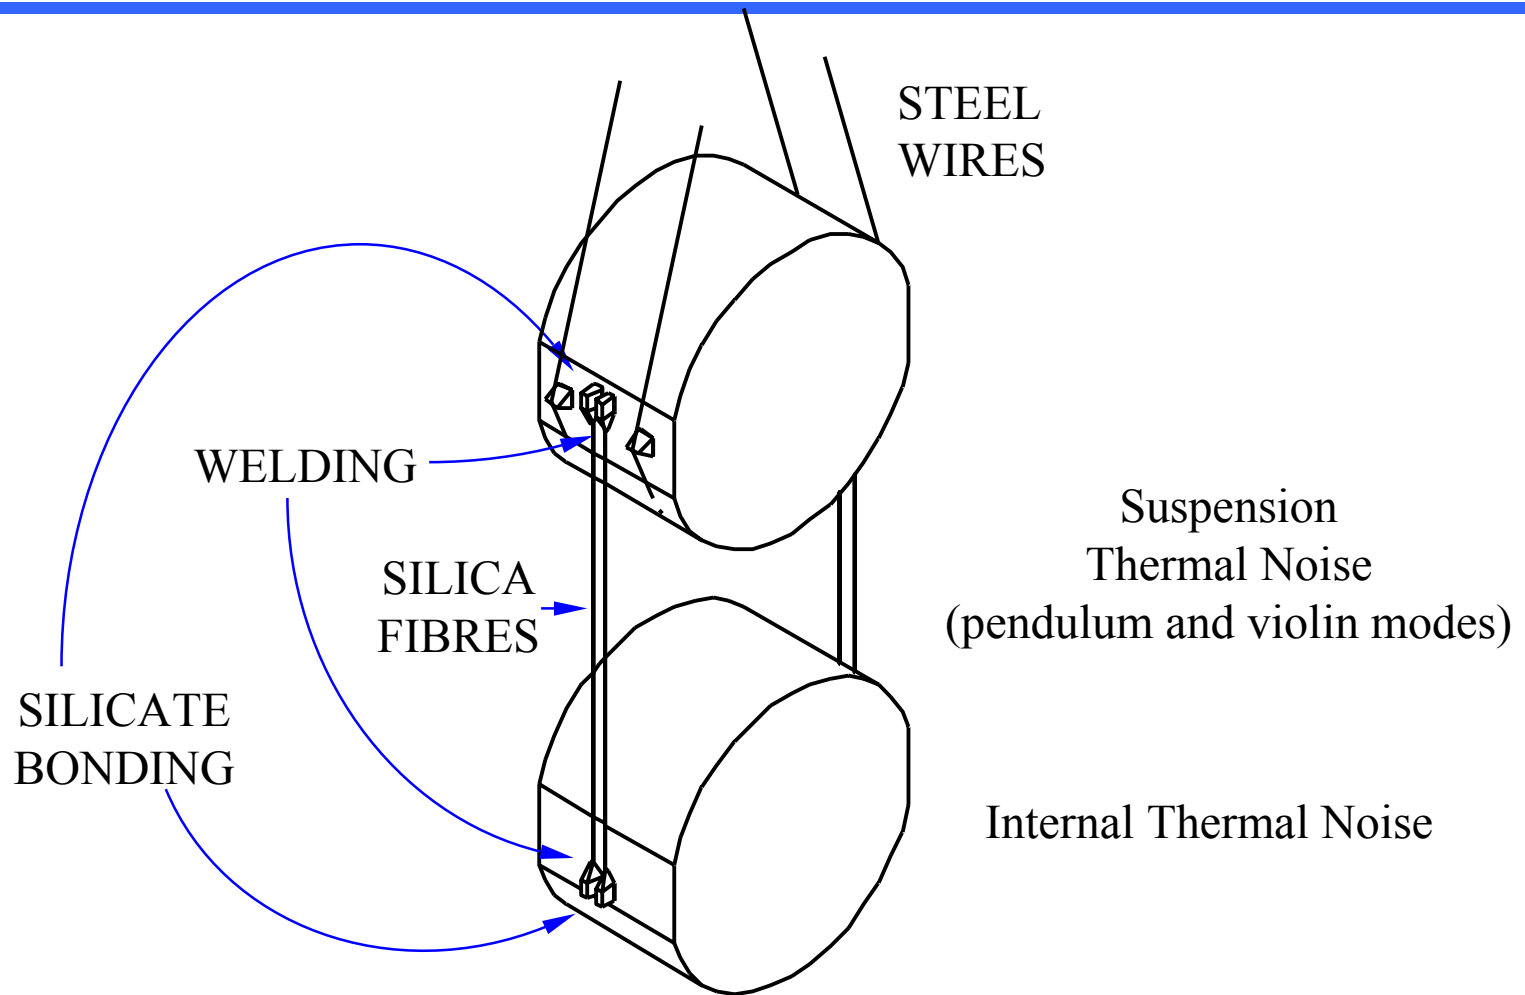 STEEL
WIRES
WELDING
SILICA
FIBRES
SILICATE
BONDING
Suspension
Thermal Noise
(pendulum and violin modes)
Internal Thermal Noise